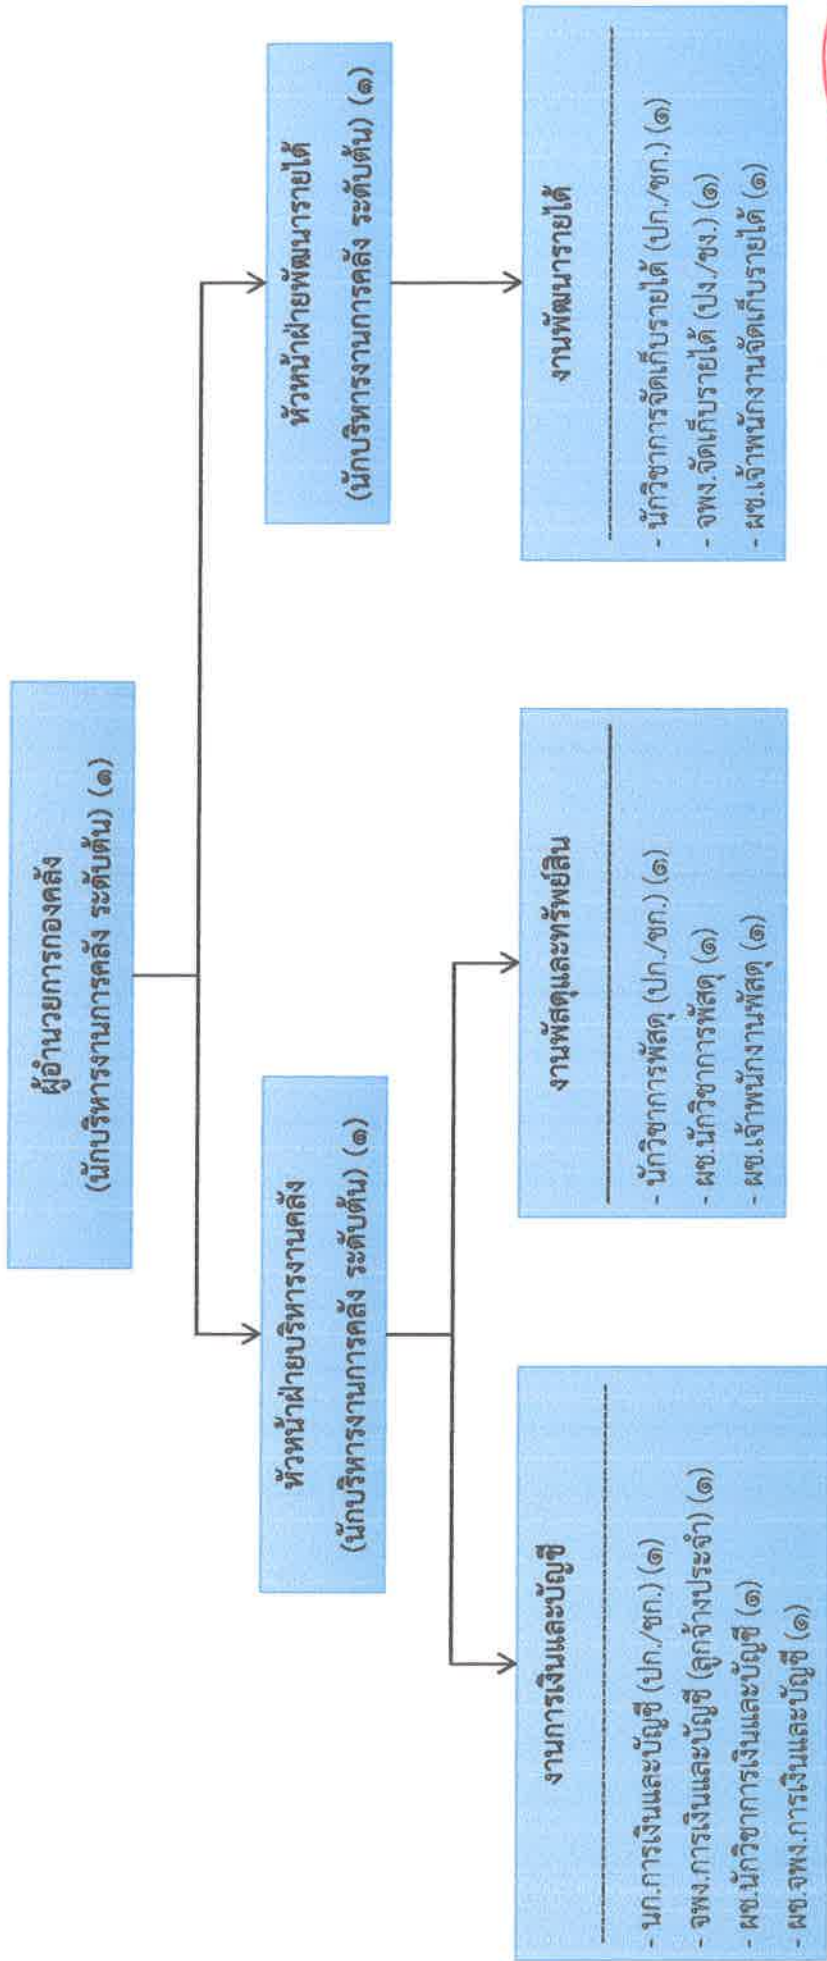 ผู้อำนวยการกองคลัง
(นักบริหารงานการคลัง ระดับต้น) (๑)
หัวหน้าฝ่ายบริหารงานคลัง
(นักบริหารงานการคลัง ระดับต้น) (๑)
หัวหน้าฝ่ายพัฒนารายได้
(นักบริหารงานการคลัง ระดับต้น) (๑)
งานการเงินและบัญชี
- นก.การเงินและบัญชี (ปก./ชก.) (๑)
- จพง.การเงินและบัญชี (ลูกจ้างประจำ) (๑)
- ผช.นักวิชาการเงินและบัญชี (๑)
- ผช.จพง.การเงินและบัญชี (๑)
งานพัสดุและทรัพย์สิน
- นักวิชาการพัสดุ (ปก./ชก.) (๑)
- ผช.นักวิชาการพัสดุ (๑)
- ผช.เจ้าพนักงานพัสดุ (๑)
งานพัฒนารายได้
- นักวิชาการจัดเก็บรายได้ (ปก./ชก.) (๑)
- จพง.จัดเก็บรายได้ (ปง./ชง.) (๑)
- ผช.เจ้าพนักงานจัดเก็บรายได้ (๑)